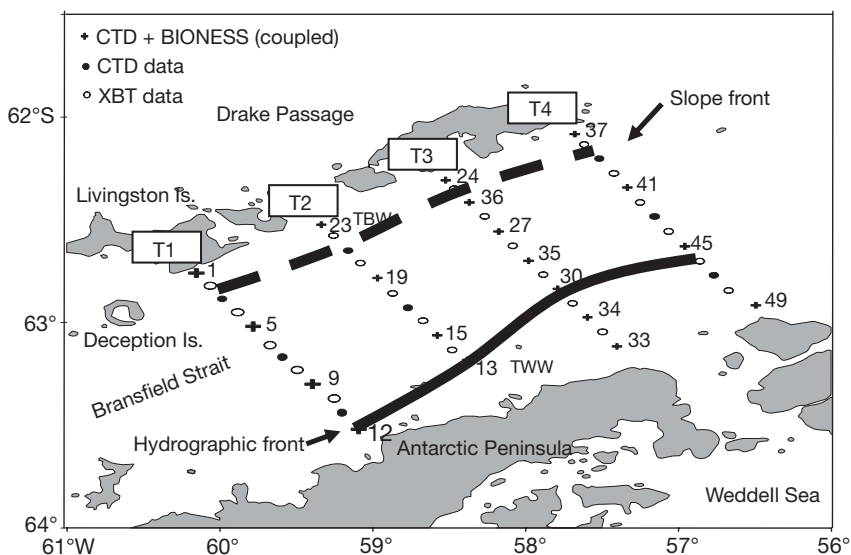 CTD + BIONESS (coupled)
CTD data
XBT data
62°S
Drake Passage
T4
37
Slope front
T3
24
36
41
Livingston Is.
T2
23
TBW
27
T1
1
19
35
45
30
49
63°
5
15
34
Deception Is.
33
13
TWW
Bransfield Strait
9
12
Hydrographic front
Antarctic Peninsula
Weddell Sea
64°
61°W
60°
59°
58°
57°
56°